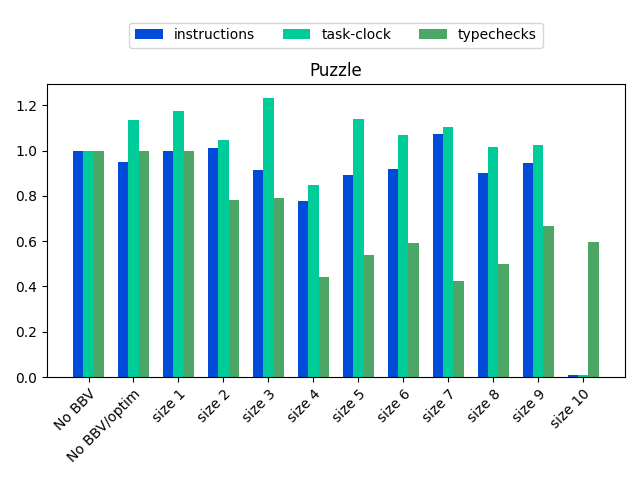 instructions task-clock typechecks
Puzzle
1.2
1.0
0.8
0.6
0.4
0.2
0.0
No BBV No BBV/optim size 1 size 2 size 3 size 4 size 5 size 6 size 7 size 8 size 9 size 10